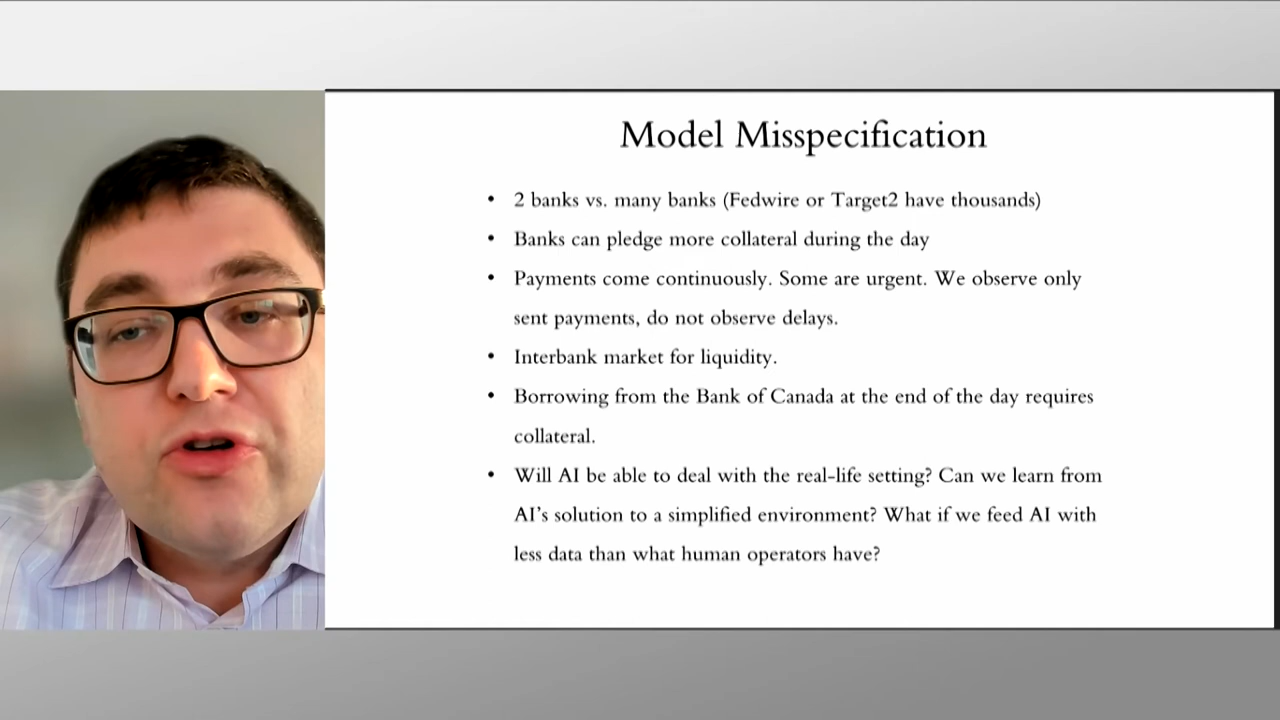 Model Misspecification
• 2 banks vs. many banks (Fedwire or Target2 have thousands)
• Banks can pledge more collateral during the day
• Payments come continuously. Some are urgent. We observe only
sent payments, do not observe delays.
• Interbank market for liquidity.
• Borrowing from the Bank of Canada at the end of the day requires
collateral.
• Will AI be able to deal with the real-life setting? Can we learn from
AI’s solution to a simplified environment? What if we feed AI with
less data than what human operators have?